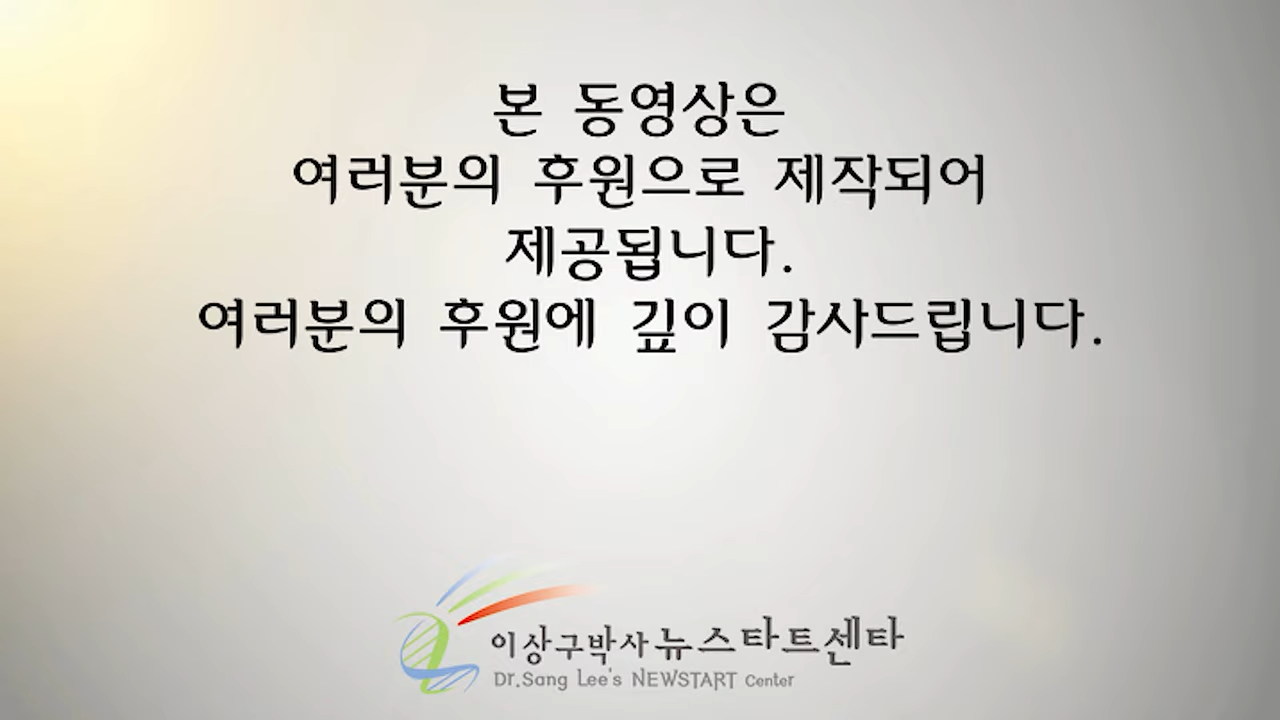 본 동영상은
여러분의 후원으로 제작되어
제공됩니다.
여러분의 후원에 깊이 감사드립니다.
이상구박사 뉴스타트센타
Dr.Sang Lee's NEWSTART Center